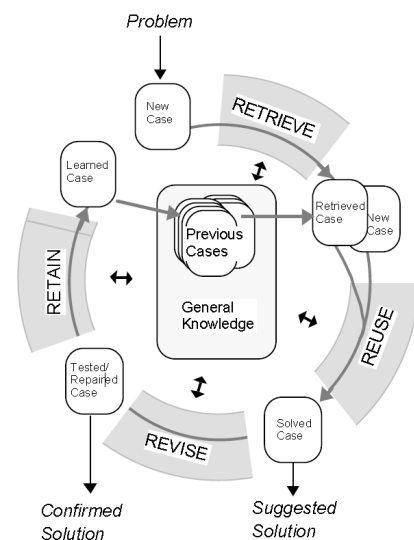 Problem
New
Case
RETRIEVE
Learned
Case
Retrieved
Case
New
Case
Previous
Cases
General
Knowledge
RETAIN
REUSE
Tested/
Repaired
Case
REVISE
Solved
Case
Confirmed
Solution
Suggested
Solution